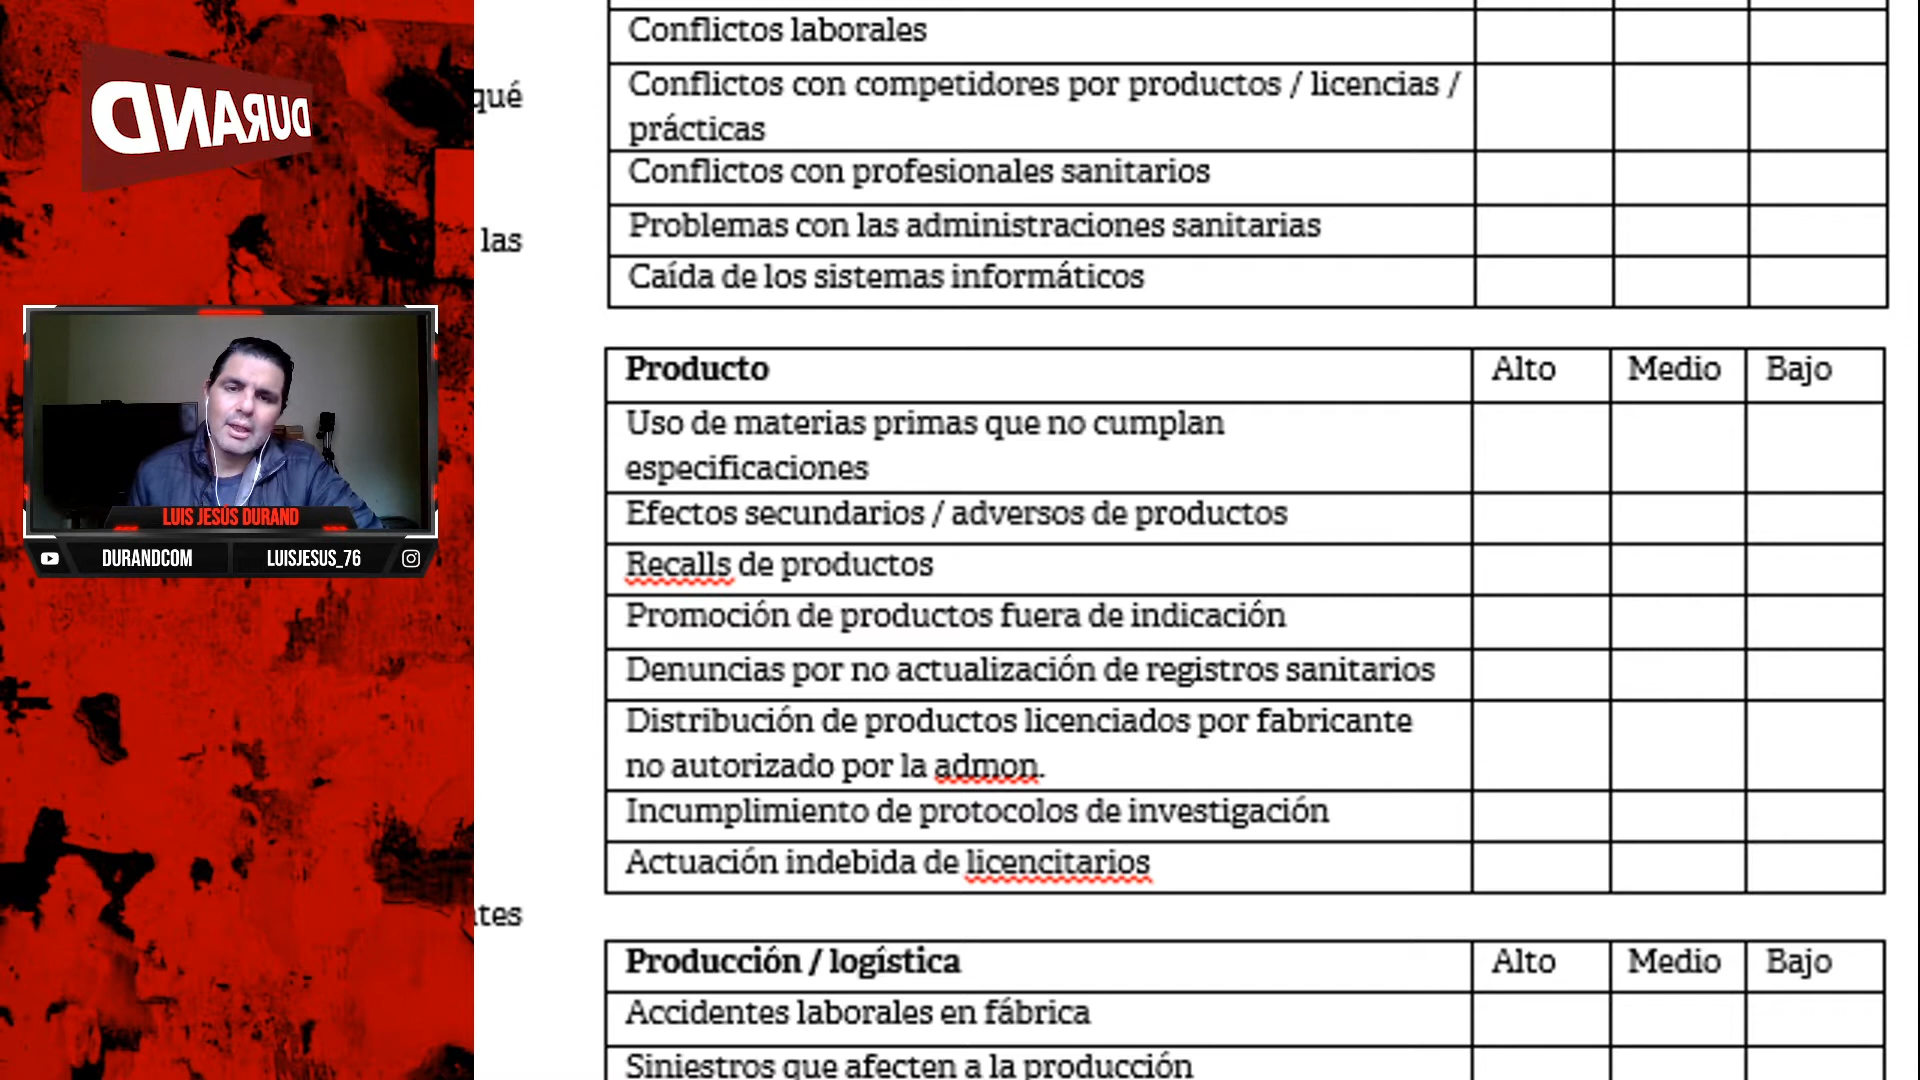 DURAND
LUIS JESÚS DURAND
DURANDCOM
LUISJESUS_76
qué
las
tes
Conflictos laborales
Conflictos con competidores por productos / licencias /
prácticas
Conflictos con profesionales sanitarios
Problemas con las administraciones sanitarias
Caída de los sistemas informáticos
Producto Alto Medio Bajo
Uso de materias primas que no cumplan
especificaciones
Efectos secundarios / adversos de productos
Recalls de productos
Promoción de productos fuera de indicación
Denuncias por no actualización de registros sanitarios
Distribución de productos licenciados por fabricante
no autorizado por la admon.
Incumplimiento de protocolos de investigación
Actuación indebida de licencitarios
Producción / logística Alto Medio Bajo
Accidentes laborales en fábrica
Siniestros que afecten a la producción